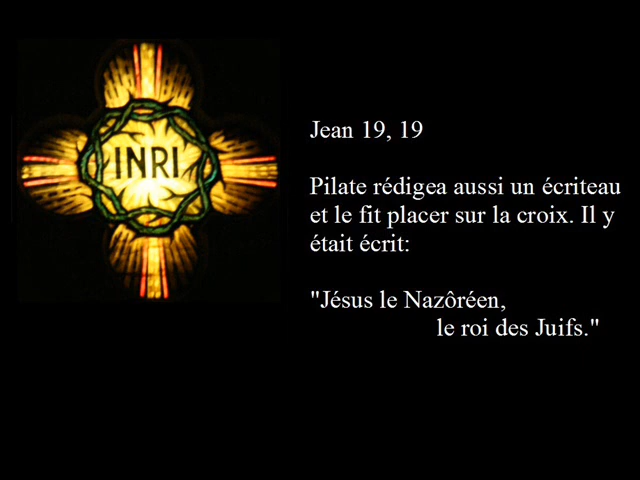 INRI
Jean 19, 19
Pilate rédigea aussi un écriteau
et le fit placer sur la croix. Il y
était écrit:
"Jésus le Nazôréen,
le roi des Juifs."